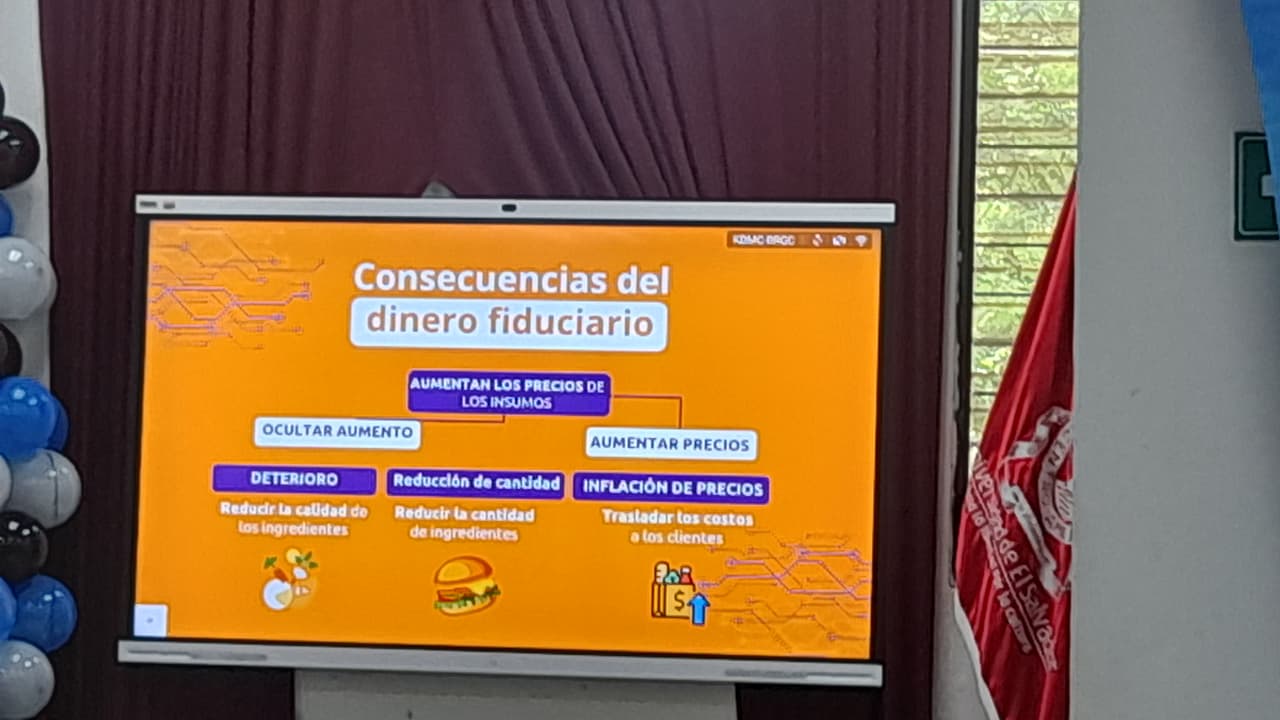 Consecuencias del
dinero fiduciario
AUMENTAN LOS PRECIOS DE
LOS INSUMOS
OCULTAR AUMENTO
AUMENTAR PRECIOS
DETERIORO
Reducción de cantidad
INFLACIÓN DE PRECIOS
Reducir la calidad de
los ingredientes
Reducir la cantidad
de ingredientes
Trasladar los costos
a los clientes
$
de El Salvador